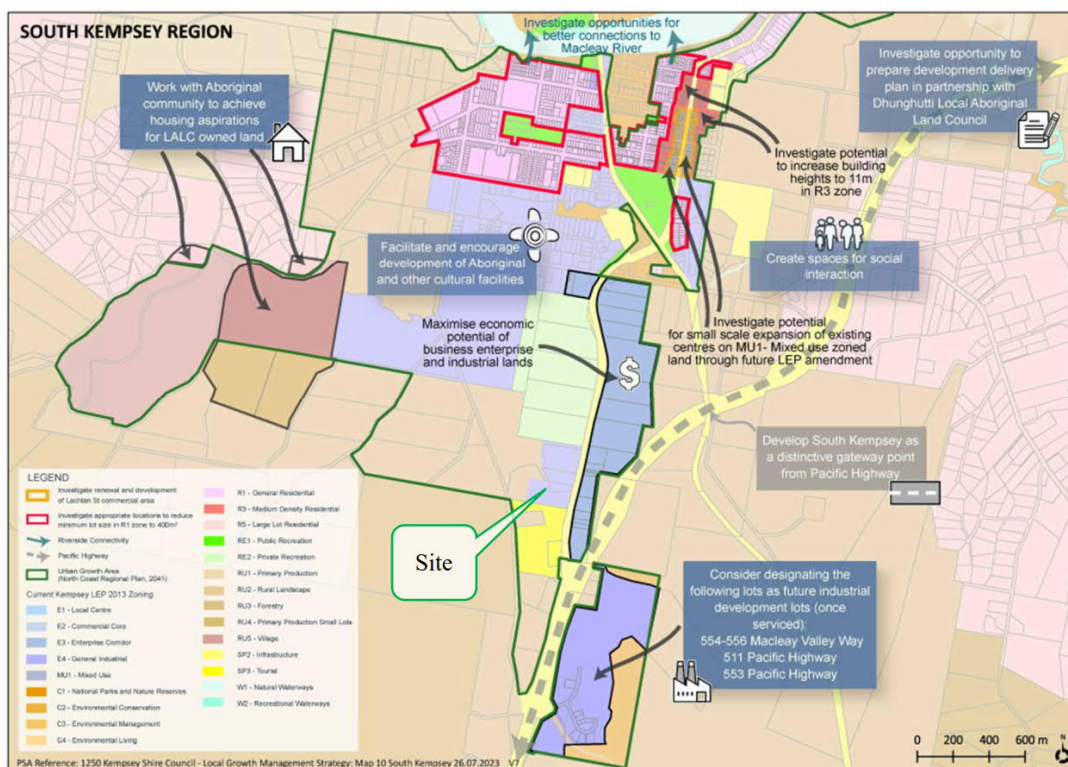 SOUTH KEMPSEY REGION
Investigate opportunities for
better connections to
Macleay River
Investigate opportunity to
prepare development delivery
plan in partnership with
Dhunghutti Local Aboriginal
Land Council
Work with Aboriginal
community to achieve
housing aspirations
for LALC owned land
Investigate potential
to increase building
heights to 11m
in R3 zone
Facilitate and encourage
development of Aboriginal
and other cultural facilities
Create spaces for social
interaction
Maximise economic
potential of
business enterprise
and industrial lands
$
Investigate potential
for small scale expansion of existing
centres on MU1- Mixed use zoned
land through future LEP amendment
Develop South Kempsey as
a distinctive gateway point
from Pacific Highway
Site
Consider designating the
following lots as future industrial
development lots (once
serviced):
554-556 Macleay Valley Way
511 Pacific Highway
553 Pacific Highway
LEGEND
Investigate renewal and development
of Lachlan St commercial area
Investigate appropriate locations to reduce
minimum lot size in R1 zone to 400m²
Riverside Connectivity
Pacific Highway
Urban Growth Area
(North Coast Regional Plan, 2041)
Current Kempsey LEP 2013 Zoning
E1 - Local Centre
E2 - Commercial Core
E3 - Enterprise Corridor
E4 - General Industrial
MU1 - Mixed Use
C1 - National Parks and Nature Reserves
C2 - Environmental Conservation
C3 - Environmental Management
C4 - Environmental Living
R1 - General Residential
R3 - Medium Density Residential
R5 - Large Lot Residential
RE1 - Public Recreation
RE2 - Private Recreation
RU1 - Primary Production
RU2 - Rural Landscape
RU3 - Forestry
RU4 - Primary Production Small Lots
RU5 - Village
SP2 - Infrastructure
SP3 - Tourist
W1 - Natural Waterways
W2 - Recreational Waterways
0 200 400 600 m
N
PSA Reference: 1250 Kempsey Shire Council - Local Growth Management Strategy: Map 10 South Kempsey 26.07.2023 V7